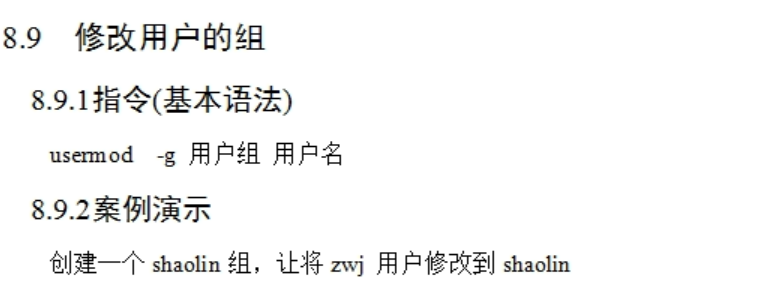 8.9 修改用户的组
8.9.1指令(基本语法)
usermod -g 用户组 用户名
8.9.2案例演示
创建一个 shaolin 组，让将 zwj 用户修改到 shaolin